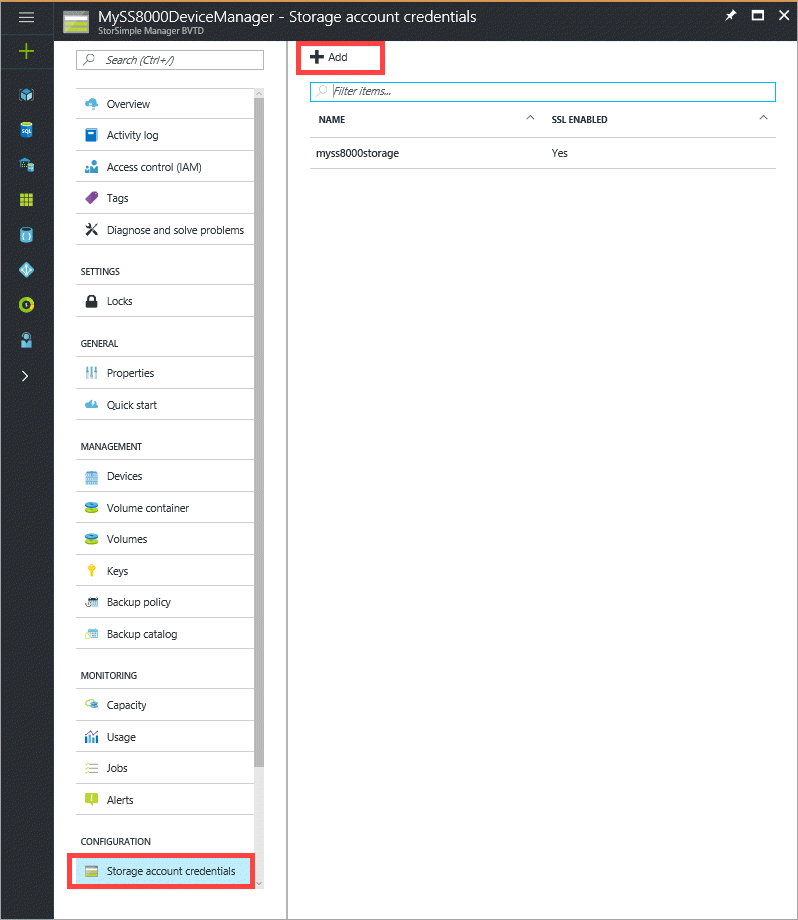 MySS8000DeviceManager - Storage account credentials
StorSimple Manager BVTD
Search (Ctrl+/)
Overview
Activity log
Access control (IAM)
Tags
Diagnose and solve problems
SETTINGS
Locks
GENERAL
Properties
Quick start
MANAGEMENT
Devices
Volume container
Volumes
Keys
Backup policy
Backup catalog
MONITORING
Capacity
Usage
Jobs
Alerts
CONFIGURATION
Storage account credentials
Add
Filter items...
NAME SSL ENABLED
myss8000storage Yes